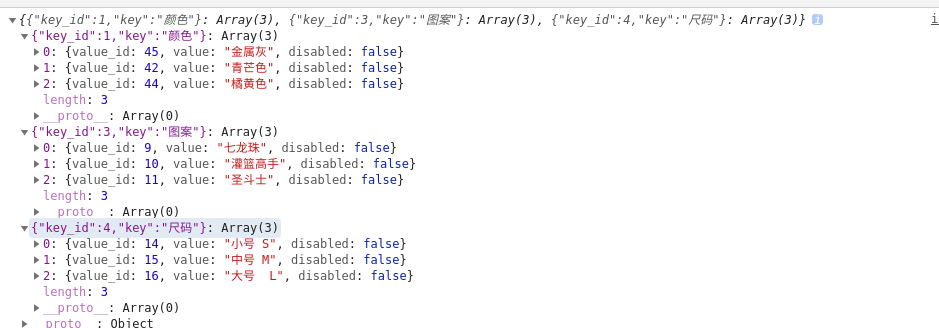 {{"key_id":1,"key":"颜色"}: Array(3), {"key_id":3,"key":"图案"}: Array(3), {"key_id":4,"key":"尺码"}: Array(3)} i
{"key_id":1,"key":"颜色"}: Array(3)
0: {value_id: 45, value: "金属灰", disabled: false}
1: {value_id: 42, value: "青芒色", disabled: false}
2: {value_id: 44, value: "橘黄色", disabled: false}
length: 3
__proto__: Array(0)
{"key_id":3,"key":"图案"}: Array(3)
0: {value_id: 9, value: "七龙珠", disabled: false}
1: {value_id: 10, value: "灌篮高手", disabled: false}
2: {value_id: 11, value: "圣斗士", disabled: false}
length: 3
__proto__: Array(0)
{"key_id":4,"key":"尺码"}: Array(3)
0: {value_id: 14, value: "小号 S", disabled: false}
1: {value_id: 15, value: "中号 M", disabled: false}
2: {value_id: 16, value: "大号  L", disabled: false}
length: 3
__proto__: Array(0)
__proto__: Object